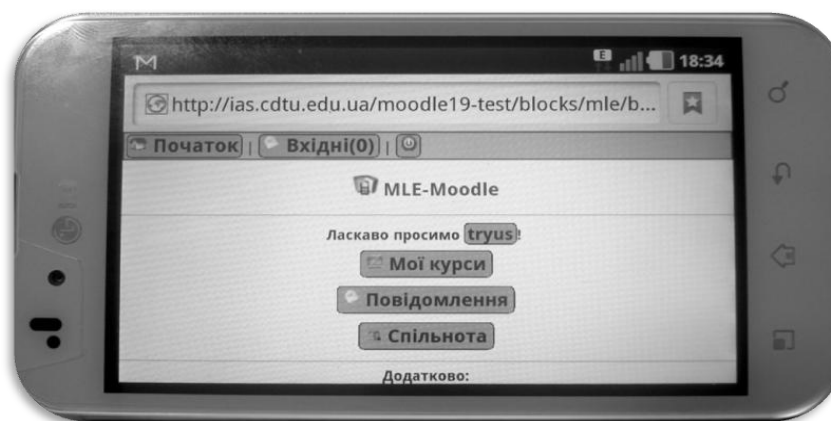 E 18:34
http://ias.cdtu.edu.ua/moodle19-test/blocks/mle/b...
Початок | Вхідні(0) |
MLE-Moodle
Ласкаво просимо tryus!
Мої курси
Повідомлення
Спільнота
Додатково: